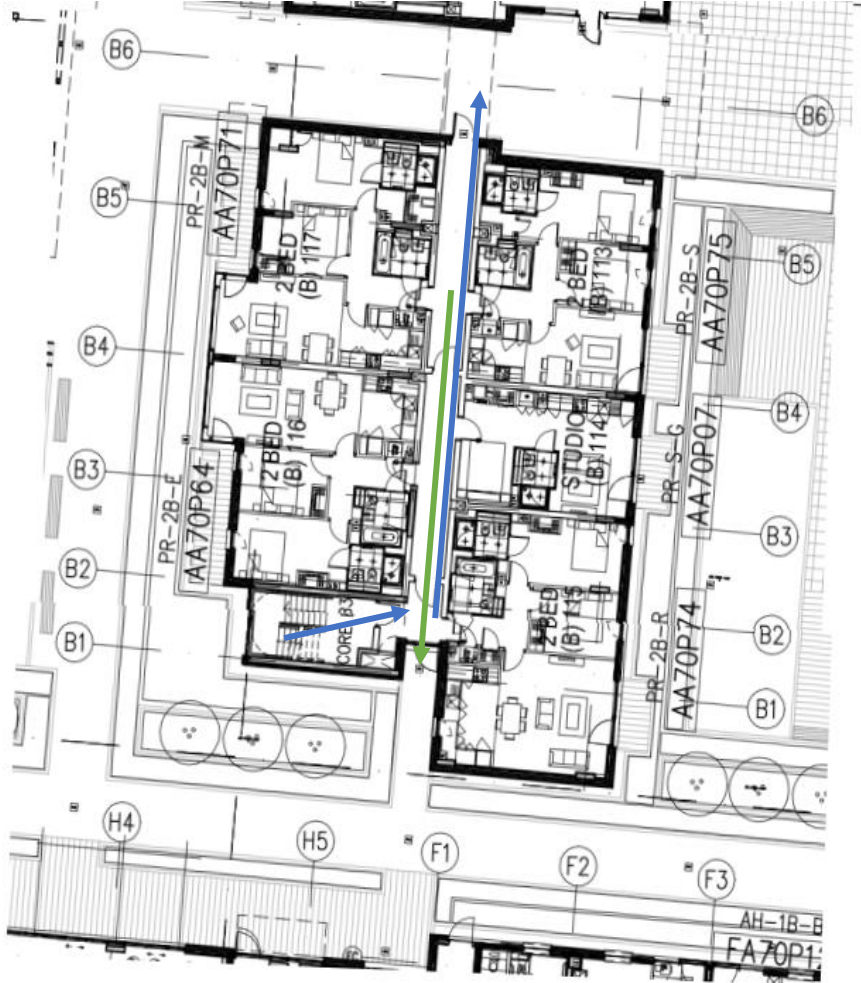 B6
B6
PR-2B-M
AA70P71
B5
2 BED
(B) 117
2 BED
(B) 113
PR-2B-S
AA70P75
B5
B4
B4
2 BED
(B) 116
STUDIO
(B) 114
PR-S-G
AA70P07
B3
PR-2B-E
AA70P64
B3
B2
CORE B3
2 BED
(B) 115
PR-2B-R
AA70P74
B2
B1
B1
H4
H5
F1
F2
F3
AH-1B-B
FA70P1